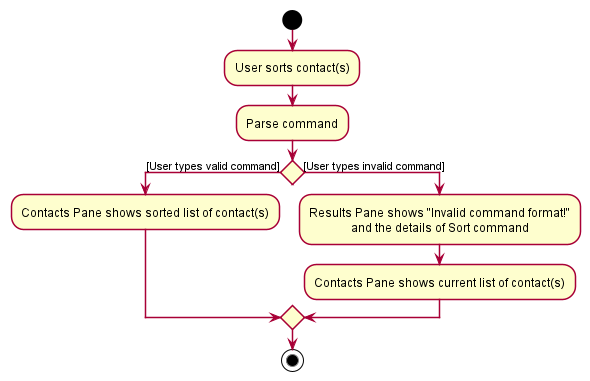 User sorts contact(s)
Parse command
[User types valid command]
[User types invalid command]
Contacts Pane shows sorted list of contact(s)
Results Pane shows "Invalid command format!"
and the details of Sort command
Contacts Pane shows current list of contact(s)